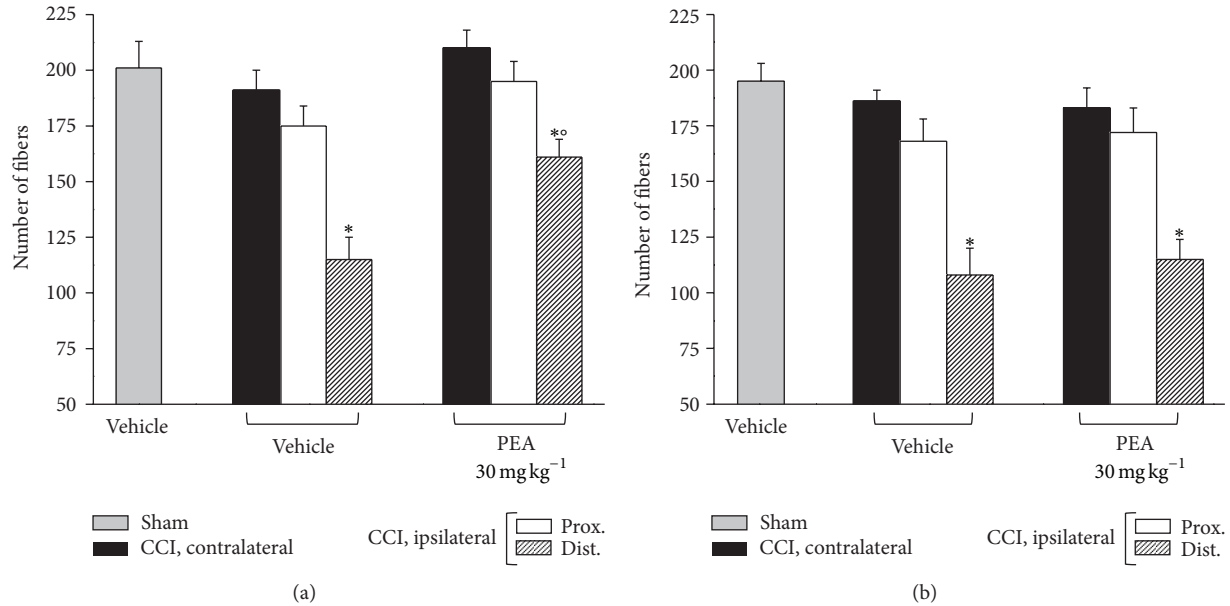 225
200
175
150
125
100
75
50
Number of fibers
*
*°
Vehicle
Vehicle
PEA
30 mg kg⁻¹
Sham
CCI, contralateral
CCI, ipsilateral
Prox.
Dist.
(a)
225
200
175
150
125
100
75
50
Number of fibers
*
*
Vehicle
Vehicle
PEA
30 mg kg⁻¹
Sham
CCI, contralateral
CCI, ipsilateral
Prox.
Dist.
(b)